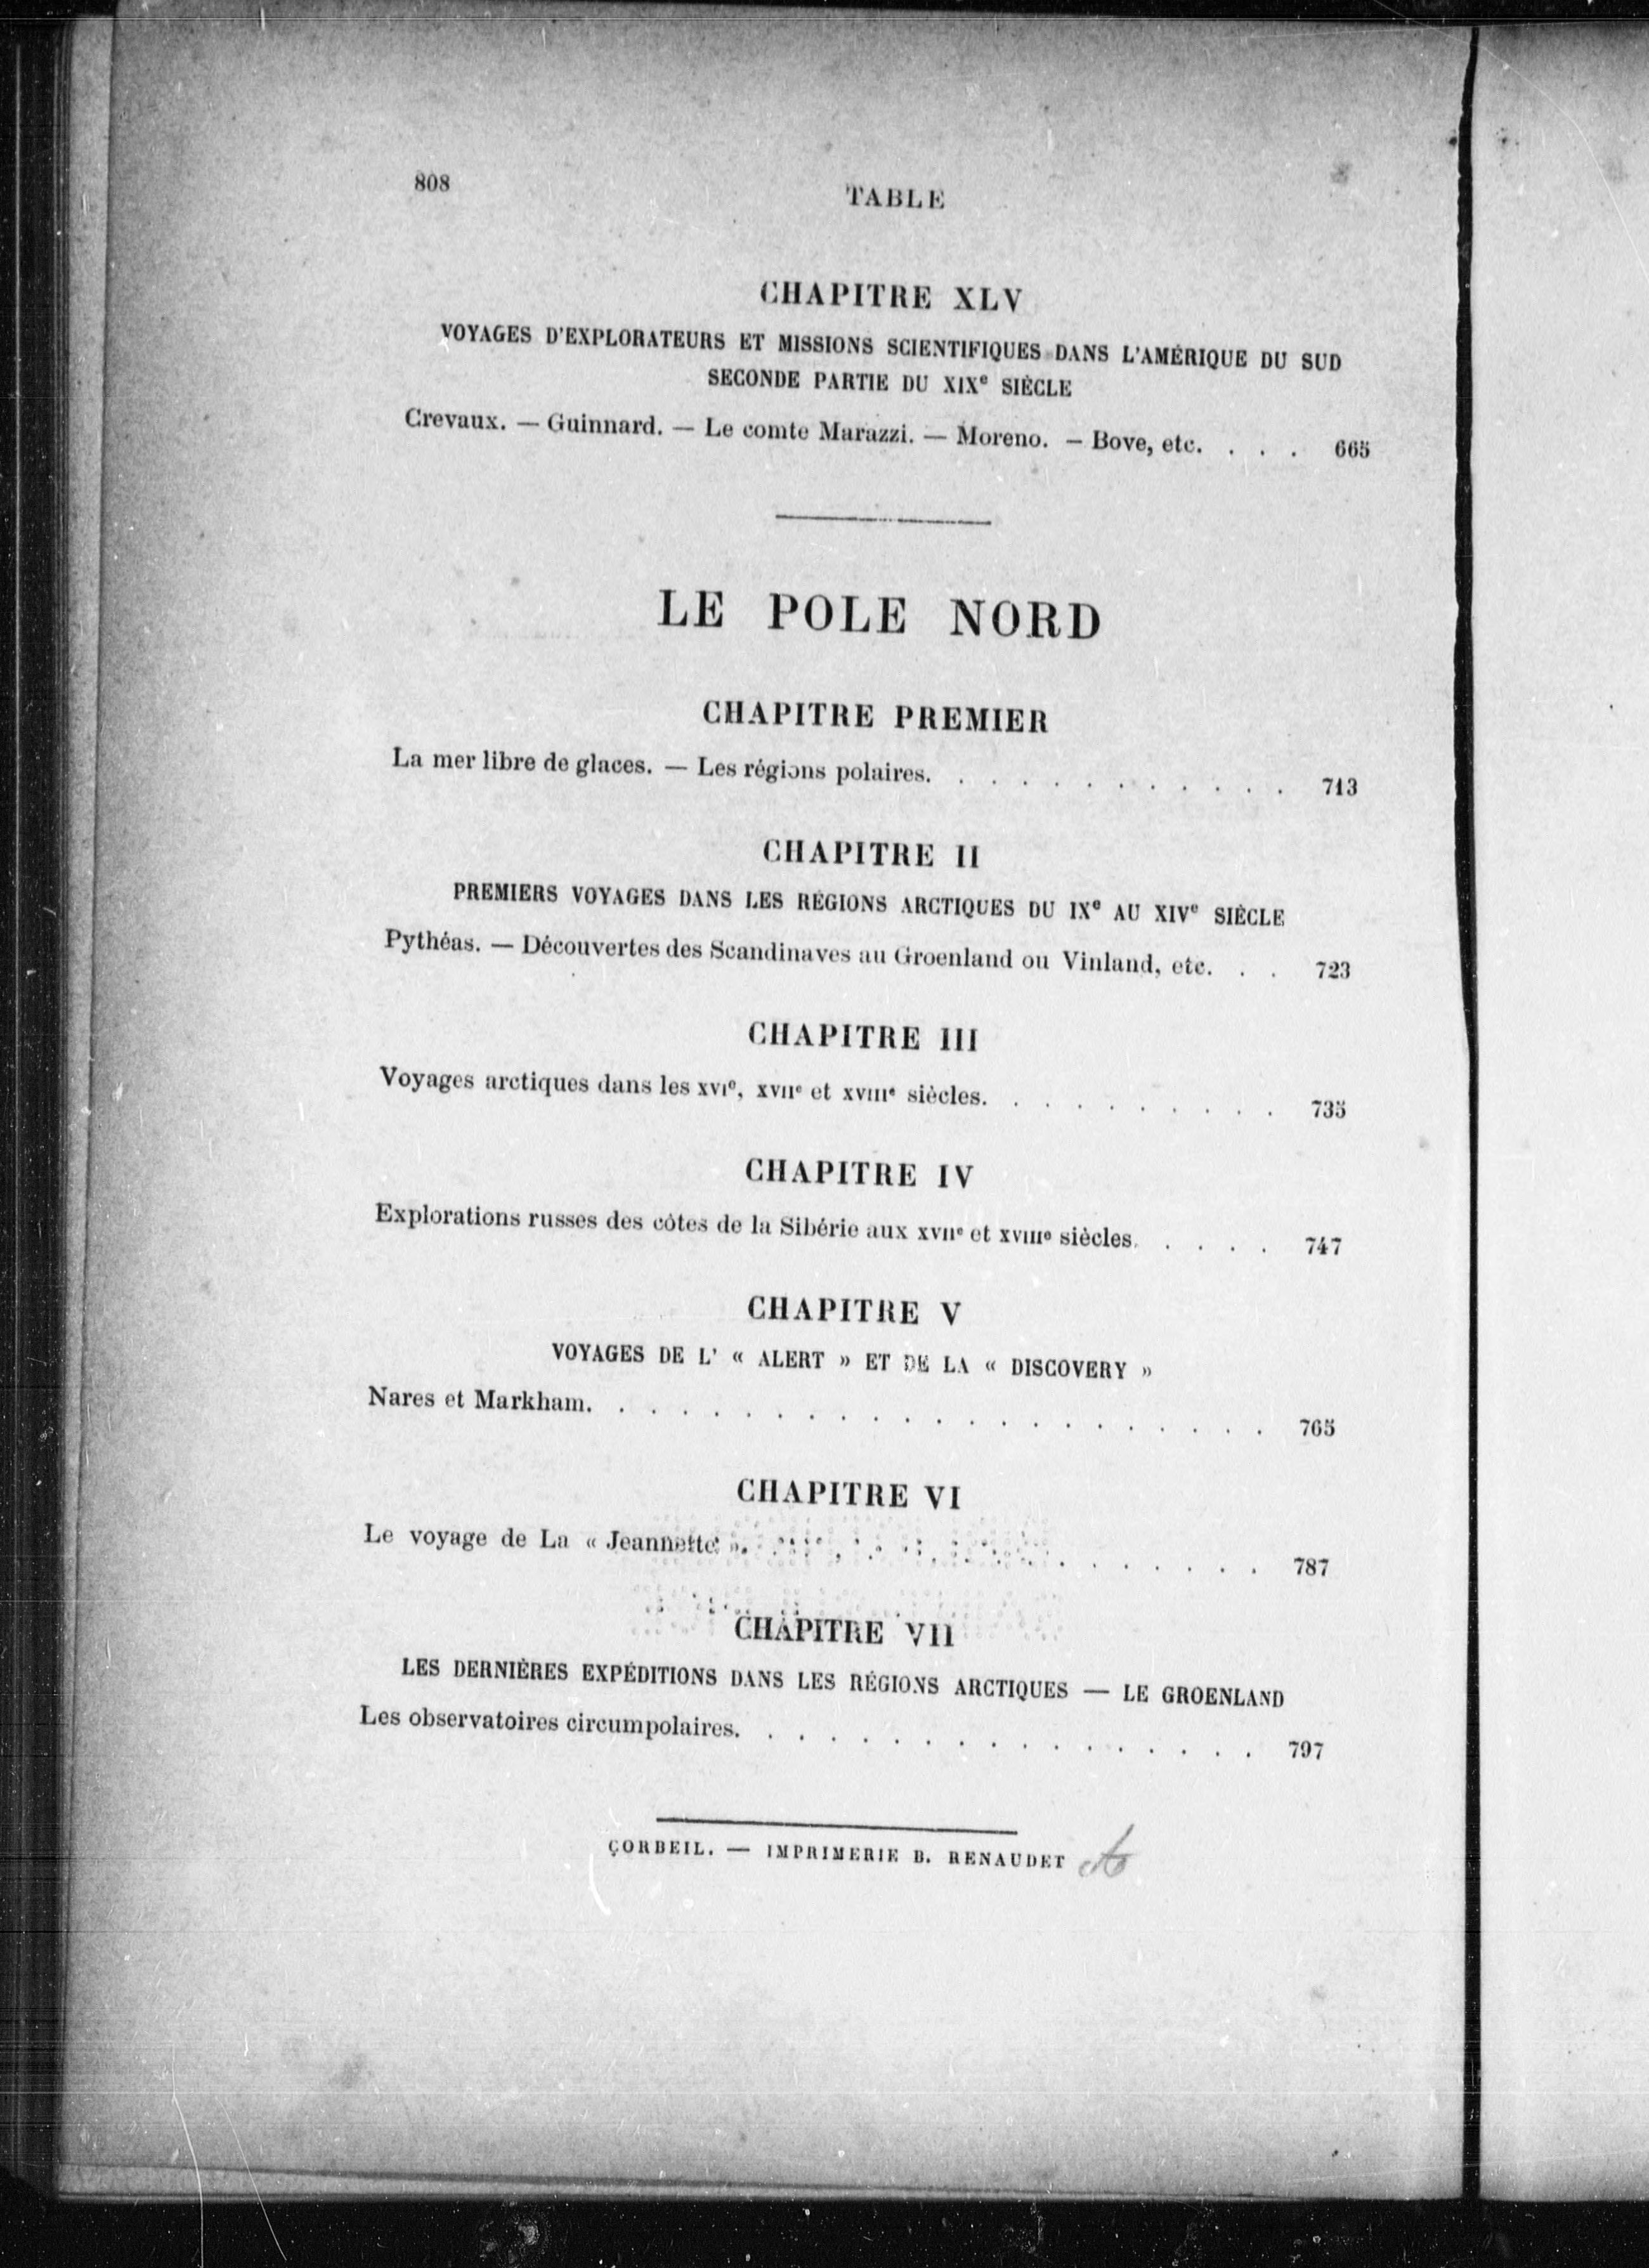 808
TABLE
CHAPITRE XLV
VOYAGES D'EXPLORATEURS ET MISSIONS SCIENTIFIQUES DANS L'AMÉRIQUE DU SUD
SECONDE PARTIE DU XIXe SIÈCLE
Crevaux. — Guinnard. — Le comte Marazzi. — Moreno. — Bove, etc. . . . 665
LE POLE NORD
CHAPITRE PREMIER
La mer libre de glaces. — Les régions polaires. . . . . . . . . . . . 713
CHAPITRE II
PREMIERS VOYAGES DANS LES RÉGIONS ARCTIQUES DU IXe AU XIVe SIÈCLE
Pythéas. — Découvertes des Scandinaves au Groenland ou Vinland, etc. . . 723
CHAPITRE III
Voyages arctiques dans les XVIe, XVIIe et XVIIIe siècles. . . . . . . . . . 735
CHAPITRE IV
Explorations russes des côtes de la Sibérie aux XVIIe et XVIIIe siècles. . . . . 747
CHAPITRE V
VOYAGES DE L' « ALERT » ET DE LA « DISCOVERY »
Nares et Markham. . . . . . . . . . . . . . . . . . . . . . 765
CHAPITRE VI
Le voyage de La « Jeannette ». . . . . . . . . . . . . . . . . 787
CHAPITRE VII
LES DERNIÈRES EXPÉDITIONS DANS LES RÉGIONS ARCTIQUES — LE GROENLAND
Les observatoires circumpolaires. . . . . . . . . . . . . . . . . 797
CORBEIL. — IMPRIMERIE B. RENAUDET